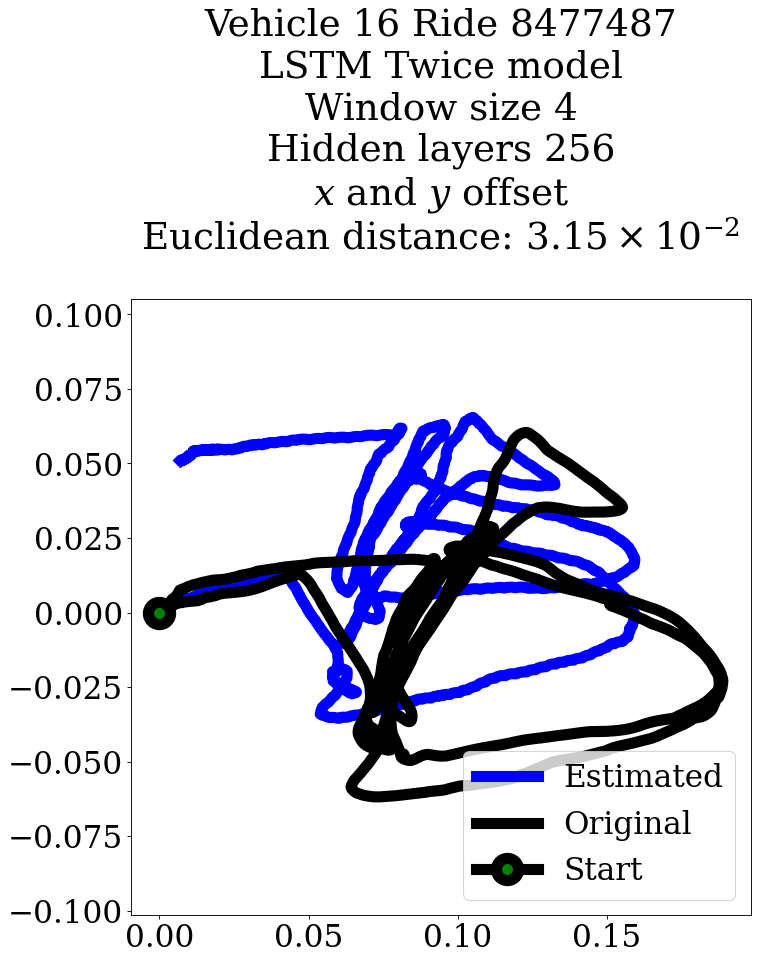 Vehicle 16 Ride 8477487
LSTM Twice model
Window size 4
Hidden layers 256
x and y offset
Euclidean distance: 3.15 × 10⁻²
0.100
0.075
0.050
0.025
0.000
−0.025
−0.050
−0.075
−0.100
0.00 0.05 0.10 0.15
Estimated
Original
Start